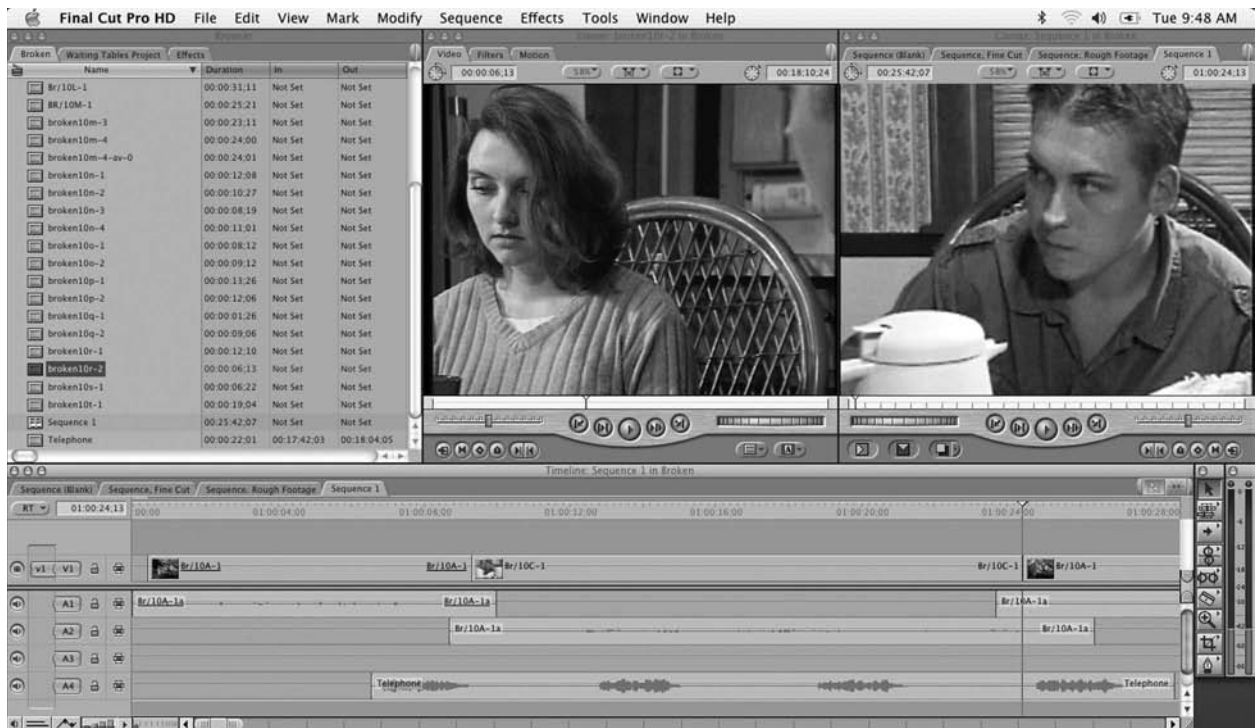 Final Cut Pro HD File Edit View Mark Modify Sequence Effects Tools Window Help Tue 9:48 AM
Browser
Viewer: broken10r-2 in Broken
Canvas: Sequence 1 in Broken
Broken Waiting Tables Project Effects
Video Filters Motion
Sequence (Blank) Sequence, Fine Cut Sequence. Rough Footage Sequence 1
Name Duration In Out
00:00:06;13 58% 00:18:10;24
00:25:42;07 58% 01:00:24;13
Br/10L-1 00:00:31;11 Not Set Not Set
BR/10M-1 00:00:25;21 Not Set Not Set
broken10m-3 00:00:23;11 Not Set Not Set
broken10m-4 00:00:24;00 Not Set Not Set
broken10m-4-av-0 00:00:24;01 Not Set Not Set
broken10n-1 00:00:12;08 Not Set Not Set
broken10n-2 00:00:10;27 Not Set Not Set
broken10n-3 00:00:08;19 Not Set Not Set
broken10n-4 00:00:11;01 Not Set Not Set
broken10o-1 00:00:08;12 Not Set Not Set
broken10o-2 00:00:09;12 Not Set Not Set
broken10p-1 00:00:13;26 Not Set Not Set
broken10p-2 00:00:12;06 Not Set Not Set
broken10q-1 00:00:01;26 Not Set Not Set
broken10q-2 00:00:09;06 Not Set Not Set
broken10r-1 00:00:12;10 Not Set Not Set
broken10r-2 00:00:06;13 Not Set Not Set
broken10s-1 00:00:06;22 Not Set Not Set
broken10t-1 00:00:19;04 Not Set Not Set
Sequence 1 00:25:42;07 Not Set Not Set
Telephone 00:00:22;01 00:17:42;03 00:18:04;05
Timeline: Sequence 1 in Broken
Sequence (Blank) Sequence, Fine Cut Sequence. Rough Footage Sequence 1
RT 01:00:24;13 00;00 01:00:04;00 01:00:08;00 01:00:12;00 01:00:16;00 01:00:20;00 01:00:28;00
v1 V1 Br/10A-1 Br/10A-1 Br/10C-1 Br/10C-1 Br/10A-1
A1 Br/10A-1a Br/10A-1a Br/10A-1a
A2 Br/10A-1a Br/10A-1a
A3
A4 Telephone Telephone